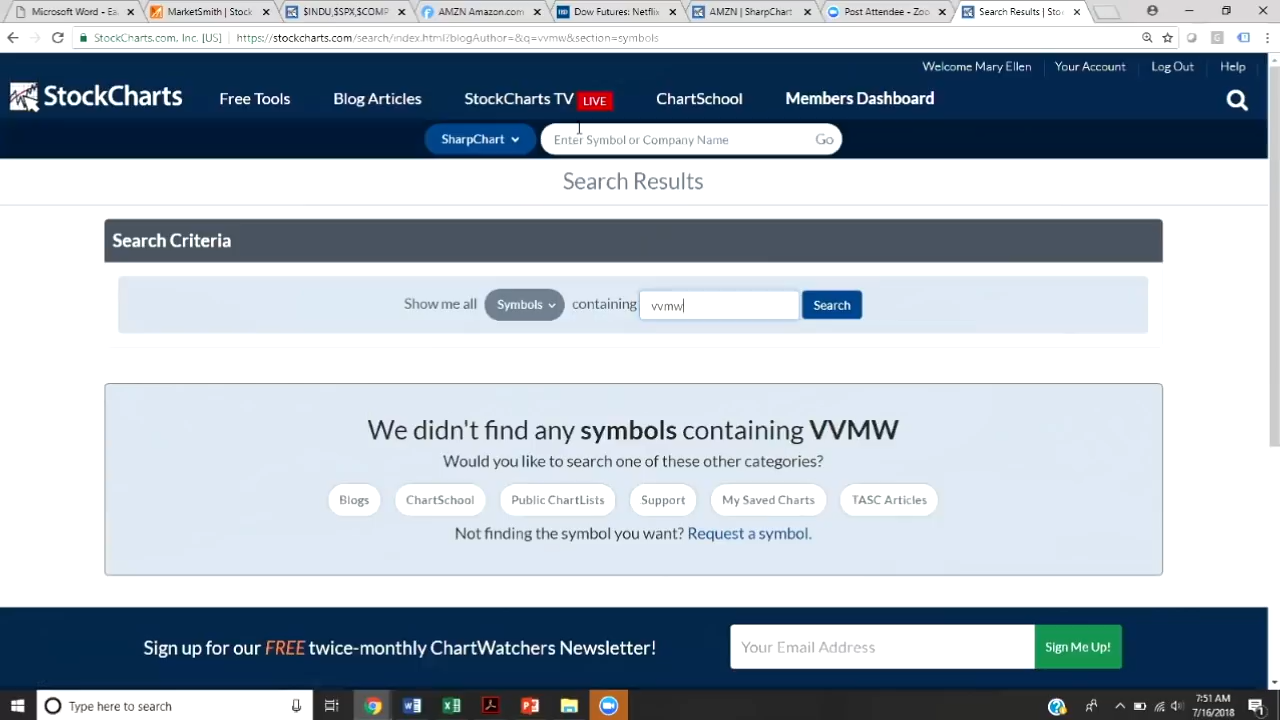 Microsoft Word - Ea
MarketSmith | Stock
$INDU,$SPX,$COMP
AMZN Amazon.com
Dow Futures: Netflix
AMZN | SharpChart
Post Attendee - Zoo
Search Results | Sto
StockCharts.com, Inc. [US] | https://stockcharts.com/search/index.html?blogAuthor=&q=vvmw&section=symbols
Welcome Mary Ellen
Your Account
Log Out
Help
StockCharts
Free Tools
Blog Articles
StockCharts TV LIVE
ChartSchool
Members Dashboard
SharpChart
Enter Symbol or Company Name
Go
Search Results
Search Criteria
Show me all Symbols containing vvmw Search
We didn't find any symbols containing VVMW
Would you like to search one of these other categories?
Blogs
ChartSchool
Public ChartLists
Support
My Saved Charts
TASC Articles
Not finding the symbol you want? Request a symbol.
Sign up for our FREE twice-monthly ChartWatchers Newsletter!
Your Email Address
Sign Me Up!
Type here to search
7:51 AM
7/16/2018